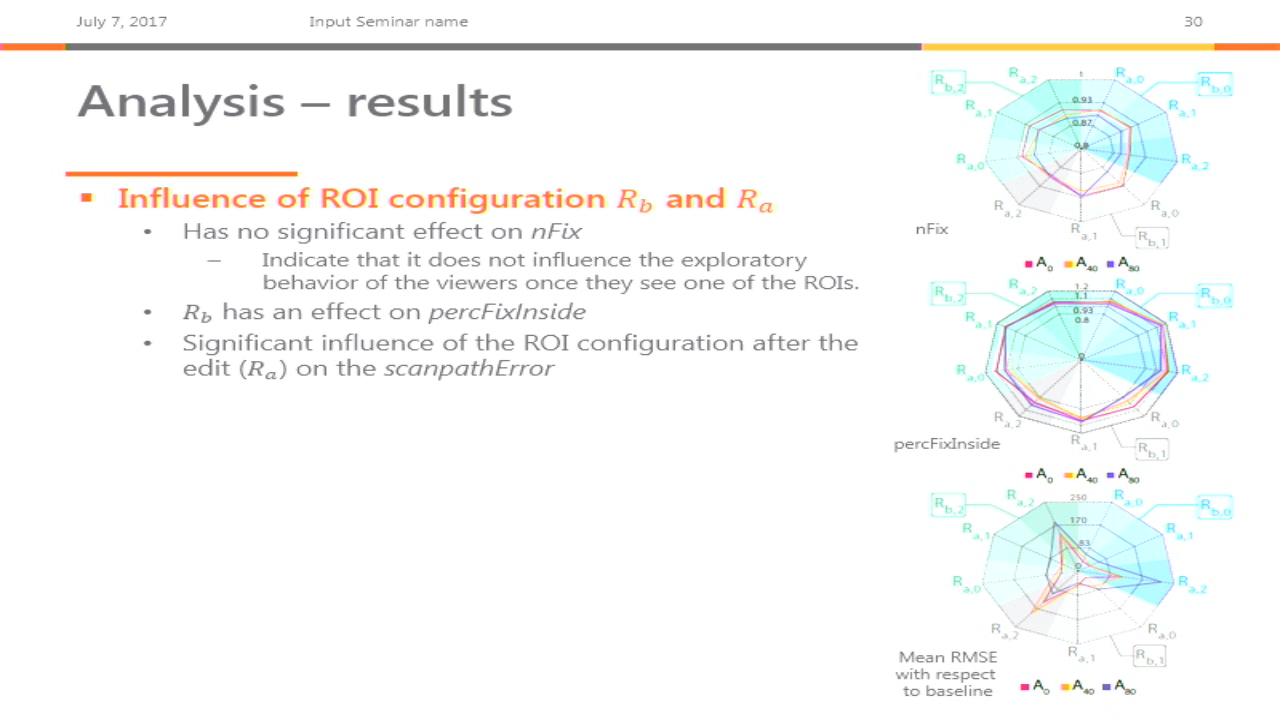 July 7, 2017 Input Seminar name 30
Analysis – results
▪ Influence of ROI configuration R_b and R_a
• Has no significant effect on nFix
– Indicate that it does not influence the exploratory
behavior of the viewers once they see one of the ROIs.
• R_b has an effect on percFixInside
• Significant influence of the ROI configuration after the
edit (R_a) on the scanpathError
R_b,2 R_a,2 1 R_a,0 R_b,0
R_a,1 0.93 R_a,1
0.87
R_a,0 0.8 R_a,2
R_a,2 R_a,0
nFix R_a,1 R_b,1
A_0 A_40 A_80
R_b,2 R_a,2 1.2 R_a,0 R_b,0
1.1
R_a,1 0.93 R_a,1
0.8
R_a,0 0 R_a,2
R_a,2 R_a,0
percFixInside R_a,1 R_b,1
A_0 A_40 A_80
R_b,2 R_a,2 250 R_a,0 R_b,0
R_a,1 170 R_a,1
83
R_a,0 0 R_a,2
R_a,2 R_a,0
R_a,1 R_b,1
Mean RMSE
with respect
to baseline A_0 A_40 A_80